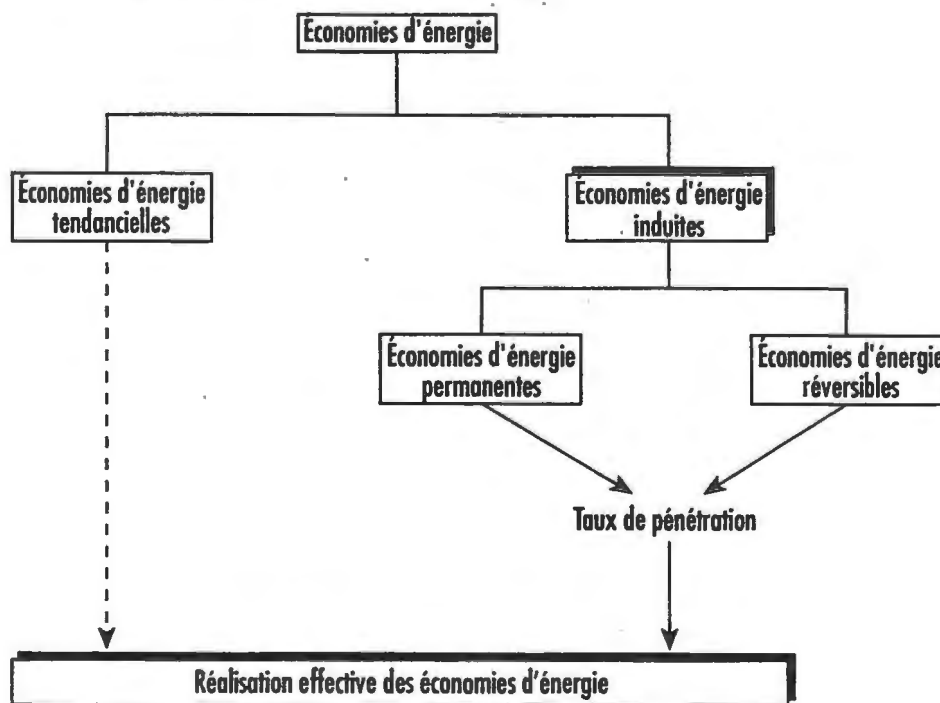 Économies d'énergie
Économies d'énergie
tendancielles
Économies d'énergie
induites
Économies d'énergie
permanentes
Économies d'énergie
réversibles
Taux de pénétration
Réalisation effective des économies d'énergie